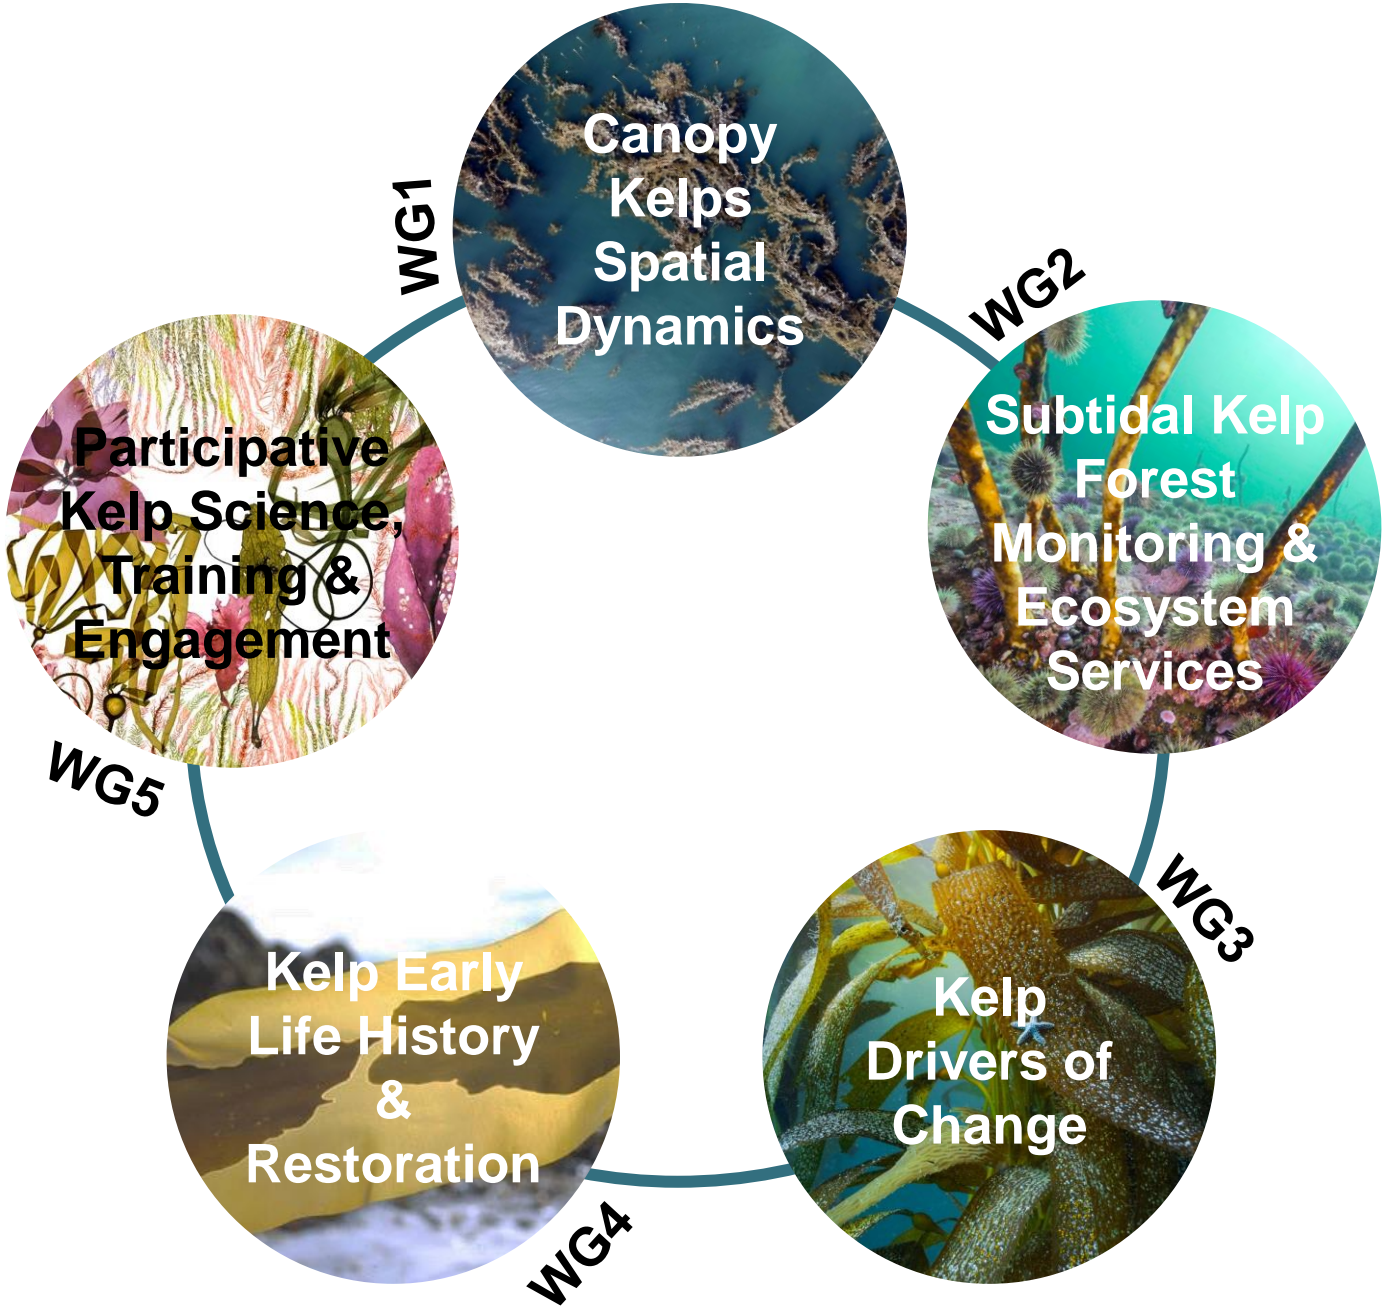 WG1
Canopy
Kelps
Spatial
Dynamics
WG2
Subtidal Kelp
Forest
Monitoring &
Ecosystem
Services
WG3
Kelp
Drivers of
Change
WG4
Kelp Early
Life History
&
Restoration
WG5
Participative
Kelp Science,
Training &
Engagement